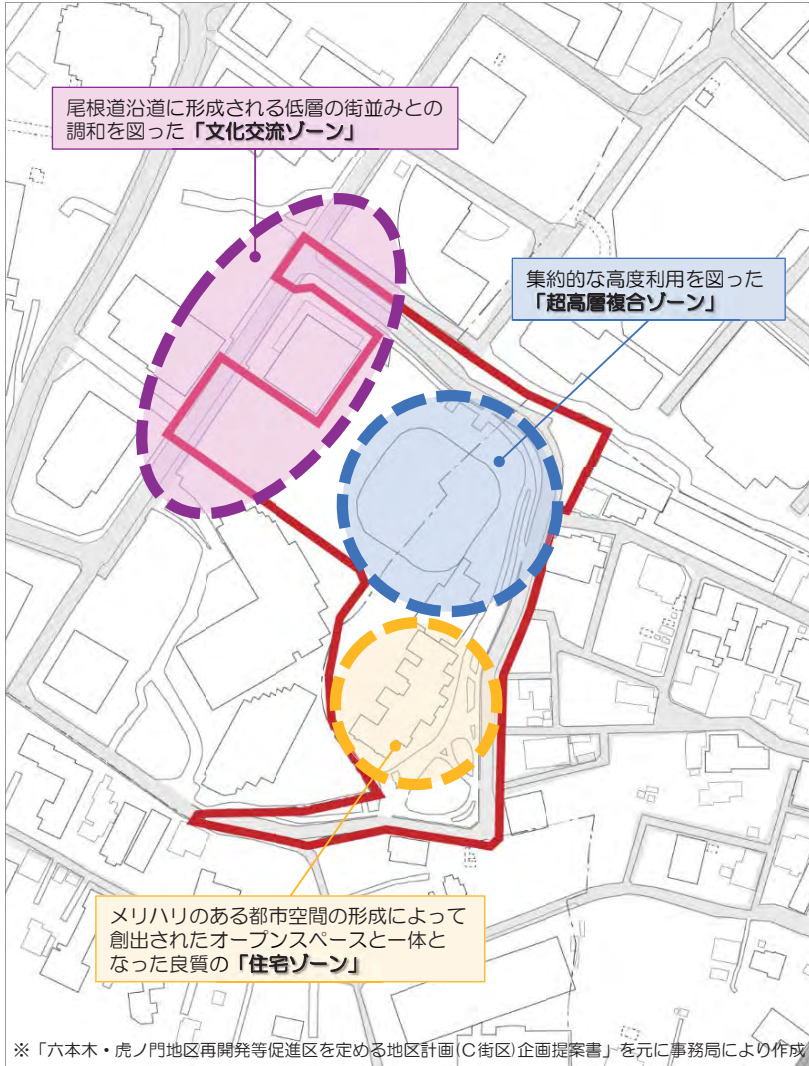 尾根道沿道に形成される低層の街並みとの
調和を図った「文化交流ゾーン」
集約的な高度利用を図った
「超高層複合ゾーン」
メリハリのある都市空間の形成によって
創出されたオープンスペースと一体と
なった良質の「住宅ゾーン」
※「六本木・虎ノ門地区再開発等促進区を定める地区計画(C街区)企画提案書」を元に事務局により作成